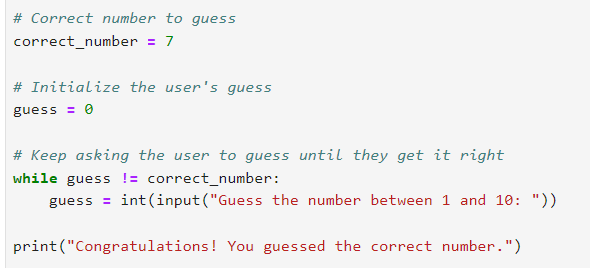 # Correct number to guess
correct_number = 7
# Initialize the user's guess
guess = 0
# Keep asking the user to guess until they get it right
while guess != correct_number:
    guess = int(input("Guess the number between 1 and 10: "))
print("Congratulations! You guessed the correct number.")